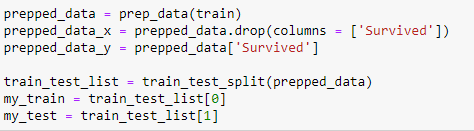 prepped_data = prep_data(train)
prepped_data_x = prepped_data.drop(columns = ['Survived'])
prepped_data_y = prepped_data['Survived']
train_test_list = train_test_split(prepped_data)
my_train = train_test_list[0]
my_test = train_test_list[1]